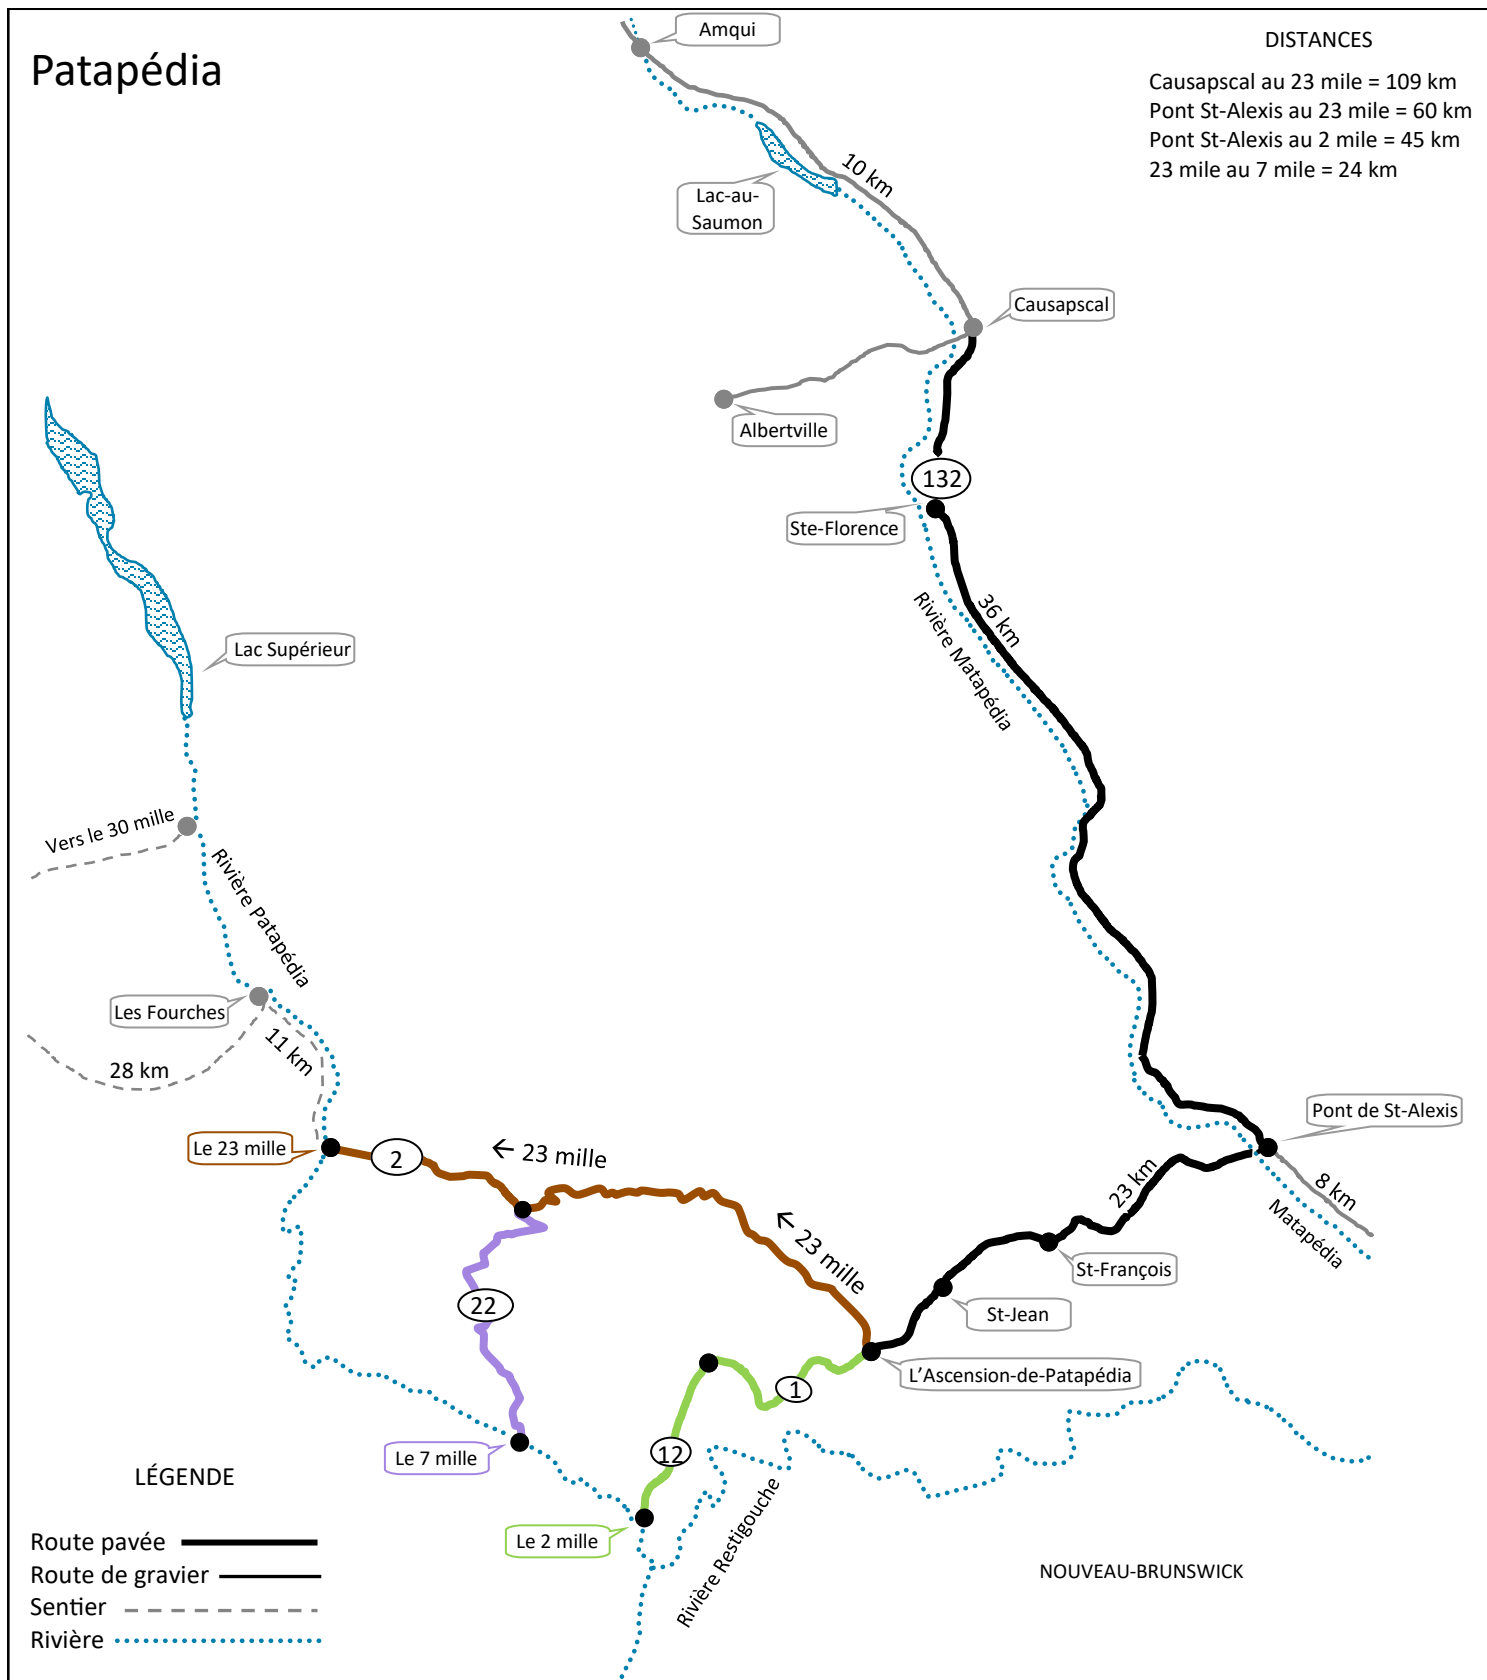 Patapédia
Amqui
DISTANCES
Causapscal au 23 mile = 109 km
Pont St-Alexis au 23 mile = 60 km
Pont St-Alexis au 2 mile = 45 km
23 mile au 7 mile = 24 km
10 km
Lac-au-
Saumon
Causapscal
Albertville
132
Ste-Florence
36 km
Rivière Matapédia
Lac Supérieur
Vers le 30 mille
Rivière Patapédia
Les Fourches
11 km
28 km
Pont de St-Alexis
Le 23 mille
2
← 23 mille
23 km
8 km
Matapédia
← 23 mille
St-François
22
St-Jean
L'Ascension-de-Patapédia
1
12
Le 7 mille
Le 2 mille
Rivière Restigouche
NOUVEAU-BRUNSWICK
LÉGENDE
Route pavée
Route de gravier
Sentier
Rivière